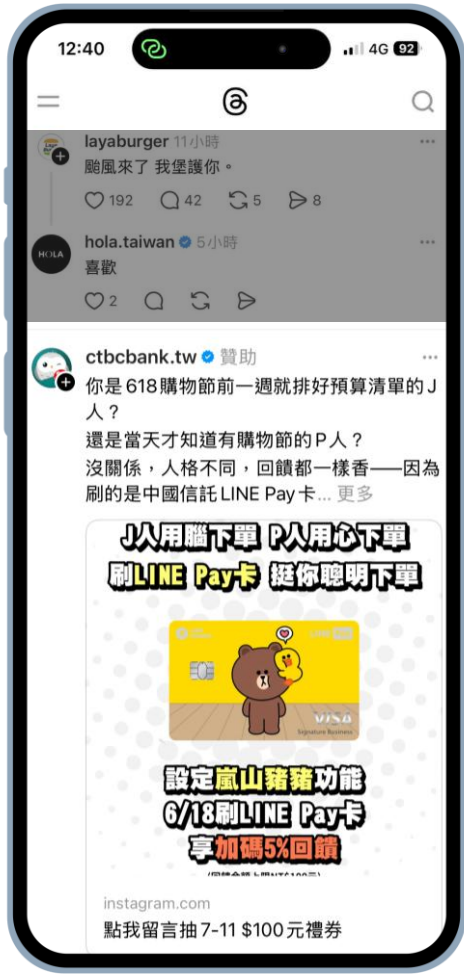 12:40
4G 92
layaburger 11小時
颱風來了 我堡護你。
192 42 5 8
HOLA
hola.taiwan 5小時
喜歡
2
ctbcbank.tw 贊助
你是618購物節前一週就排好預算清單的J
人？
還是當天才知道有購物節的P人？
沒關係，人格不同，回饋都一樣香——因為
刷的是中國信託LINE Pay卡... 更多
J人用腦下單 P人用心下單
刷LINE Pay卡 挺你聰明下單
VISA
Signature Business
設定嵐山豬豬功能
6/18刷LINE Pay卡
享加碼5%回饋
instagram.com
點我留言抽7-11 $100元禮券